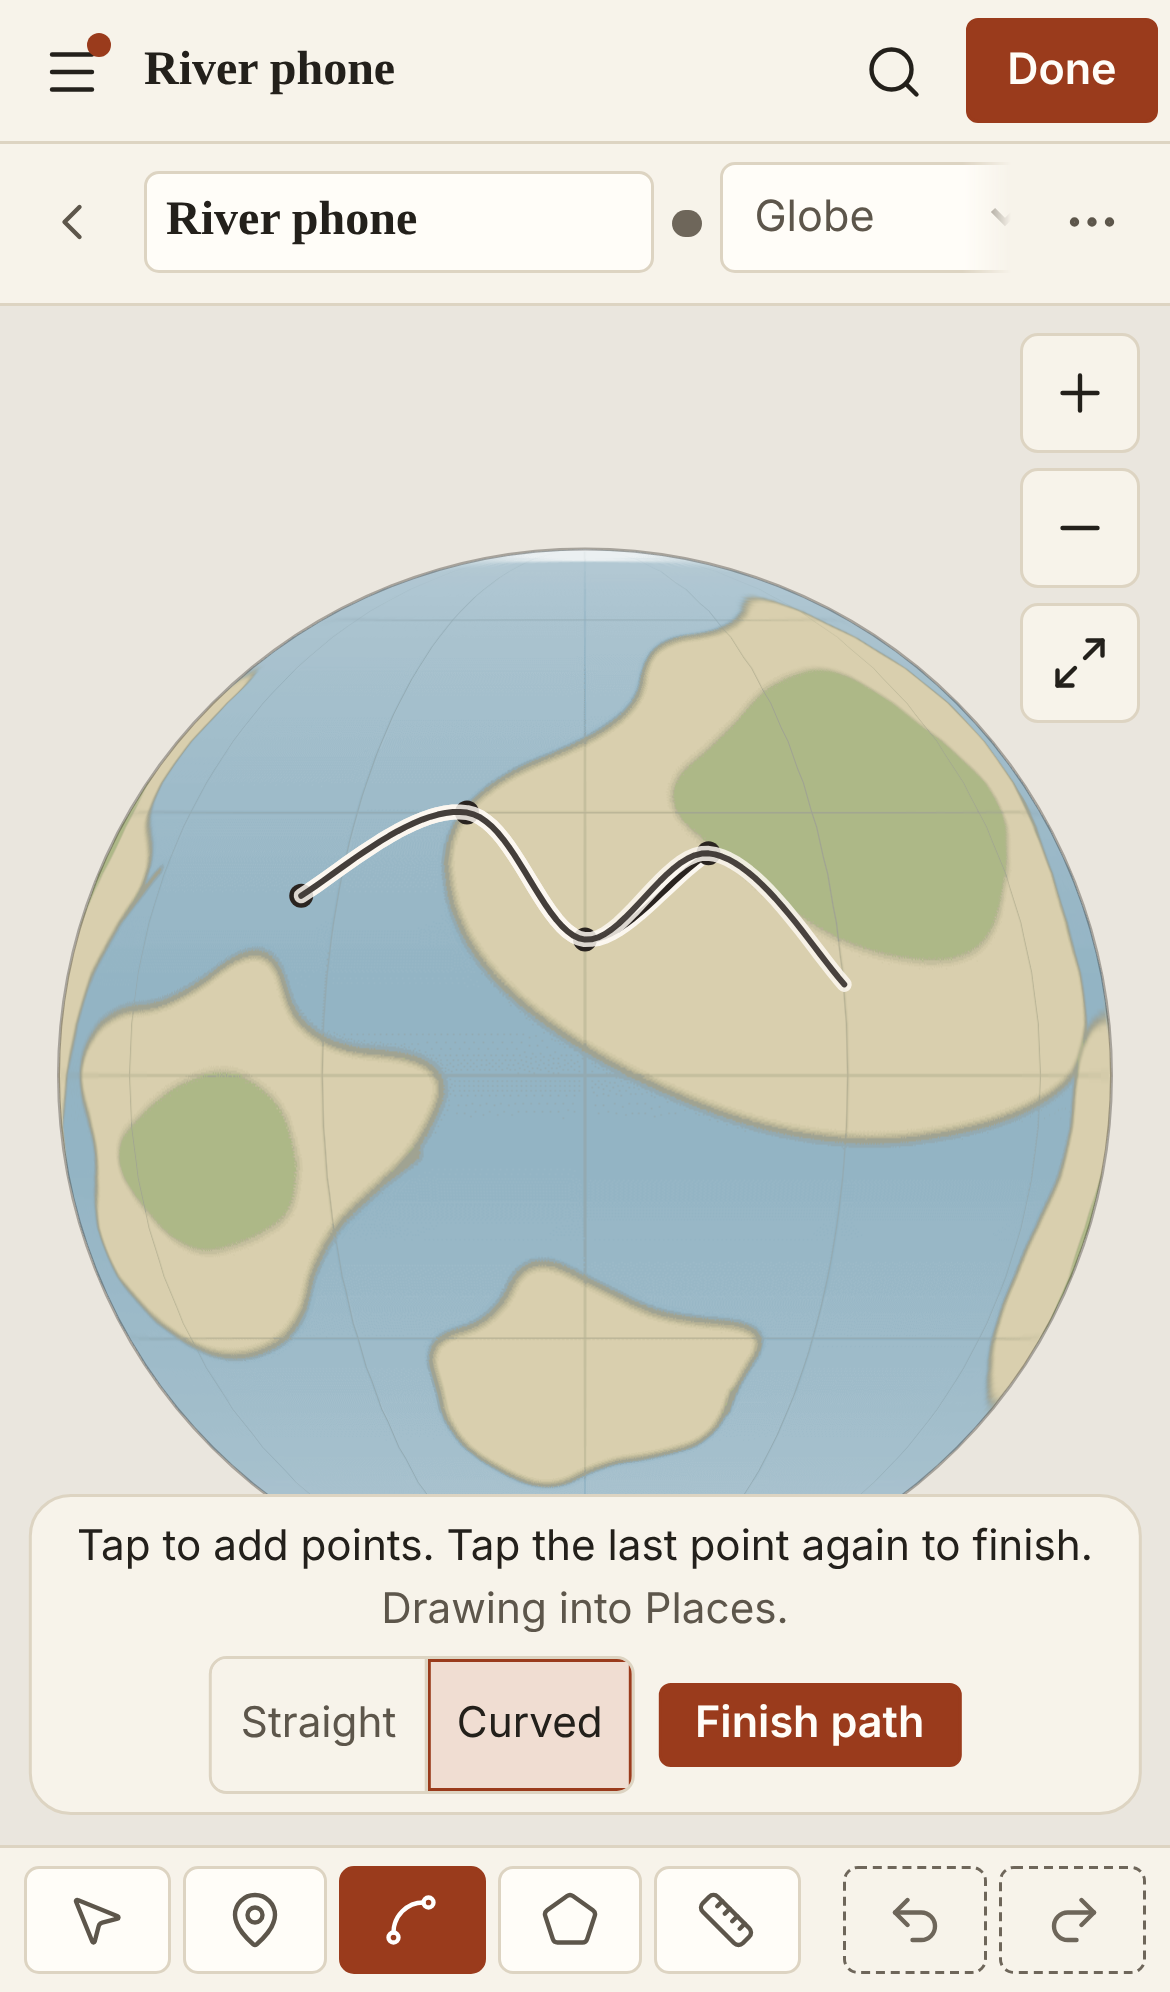 River phone
Done
River phone
Globe
Tap to add points. Tap the last point again to finish.
Drawing into Places.
Straight
Curved
Finish path